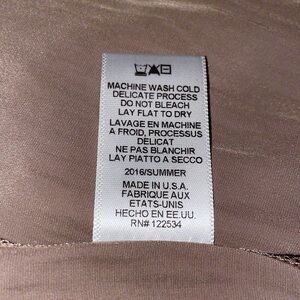 MACHINE WASH COLD
DELICATE PROCESS
DO NOT BLEACH
LAY FLAT TO DRY
LAVAGE EN MACHINE
A FROID, PROCESSUS
DELICAT
NE PAS BLANCHIR
LAY PIATTO A SECCO
2016/SUMMER
MADE IN U.S.A.
FABRIQUE AUX
ETATS-UNIS
HECHO EN EE.UU.
RN# 122534